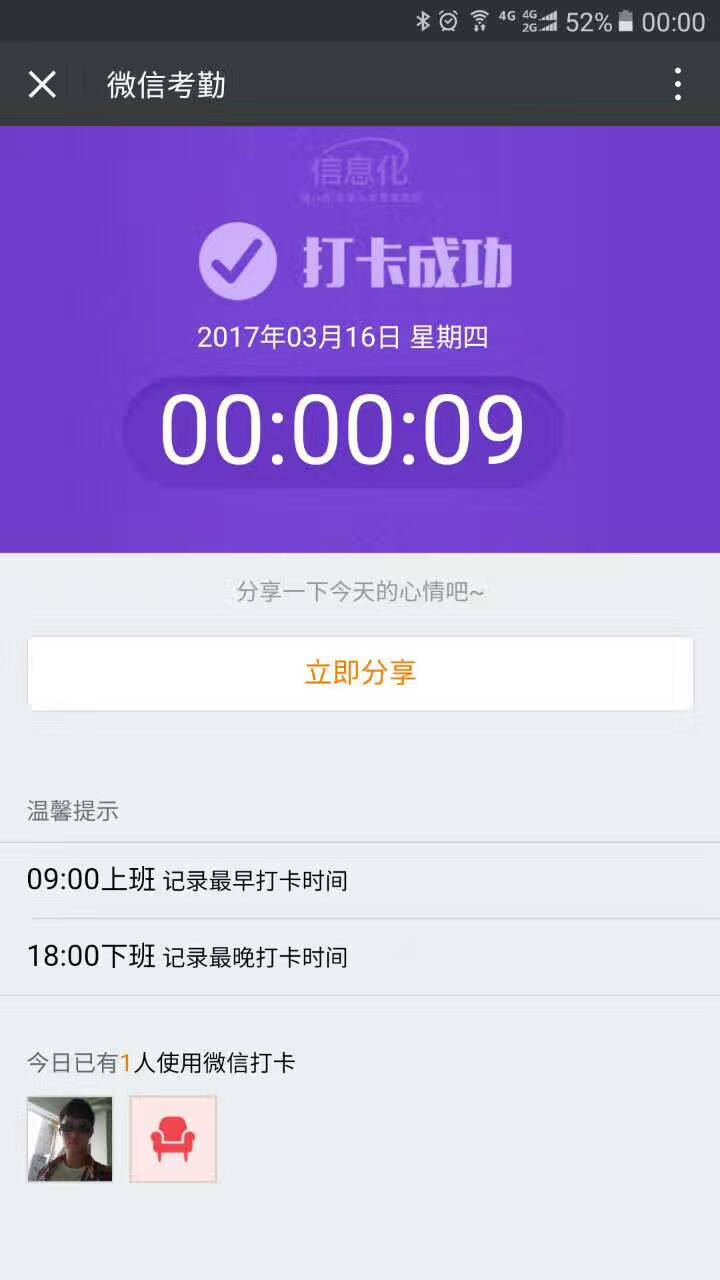 4G 4G 2G 52% 00:00
微信考勤
信息化
打卡成功
2017年03月16日 星期四
00:00:09
分享一下今天的心情吧~
立即分享
温馨提示
09:00上班 记录最早打卡时间
18:00下班 记录最晚打卡时间
今日已有1人使用微信打卡